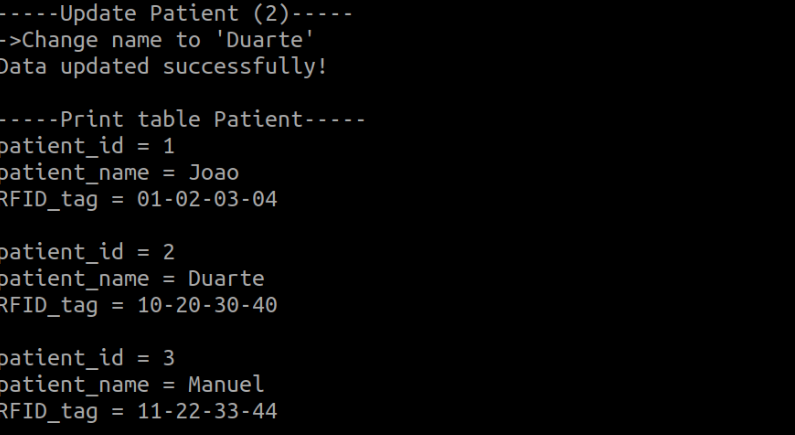 -----Update Patient (2)-----
->Change name to 'Duarte'
Data updated successfully!

-----Print table Patient-----
patient_id = 1
patient_name = Joao
RFID_tag = 01-02-03-04

patient_id = 2
patient_name = Duarte
RFID_tag = 10-20-30-40

patient_id = 3
patient_name = Manuel
RFID_tag = 11-22-33-44